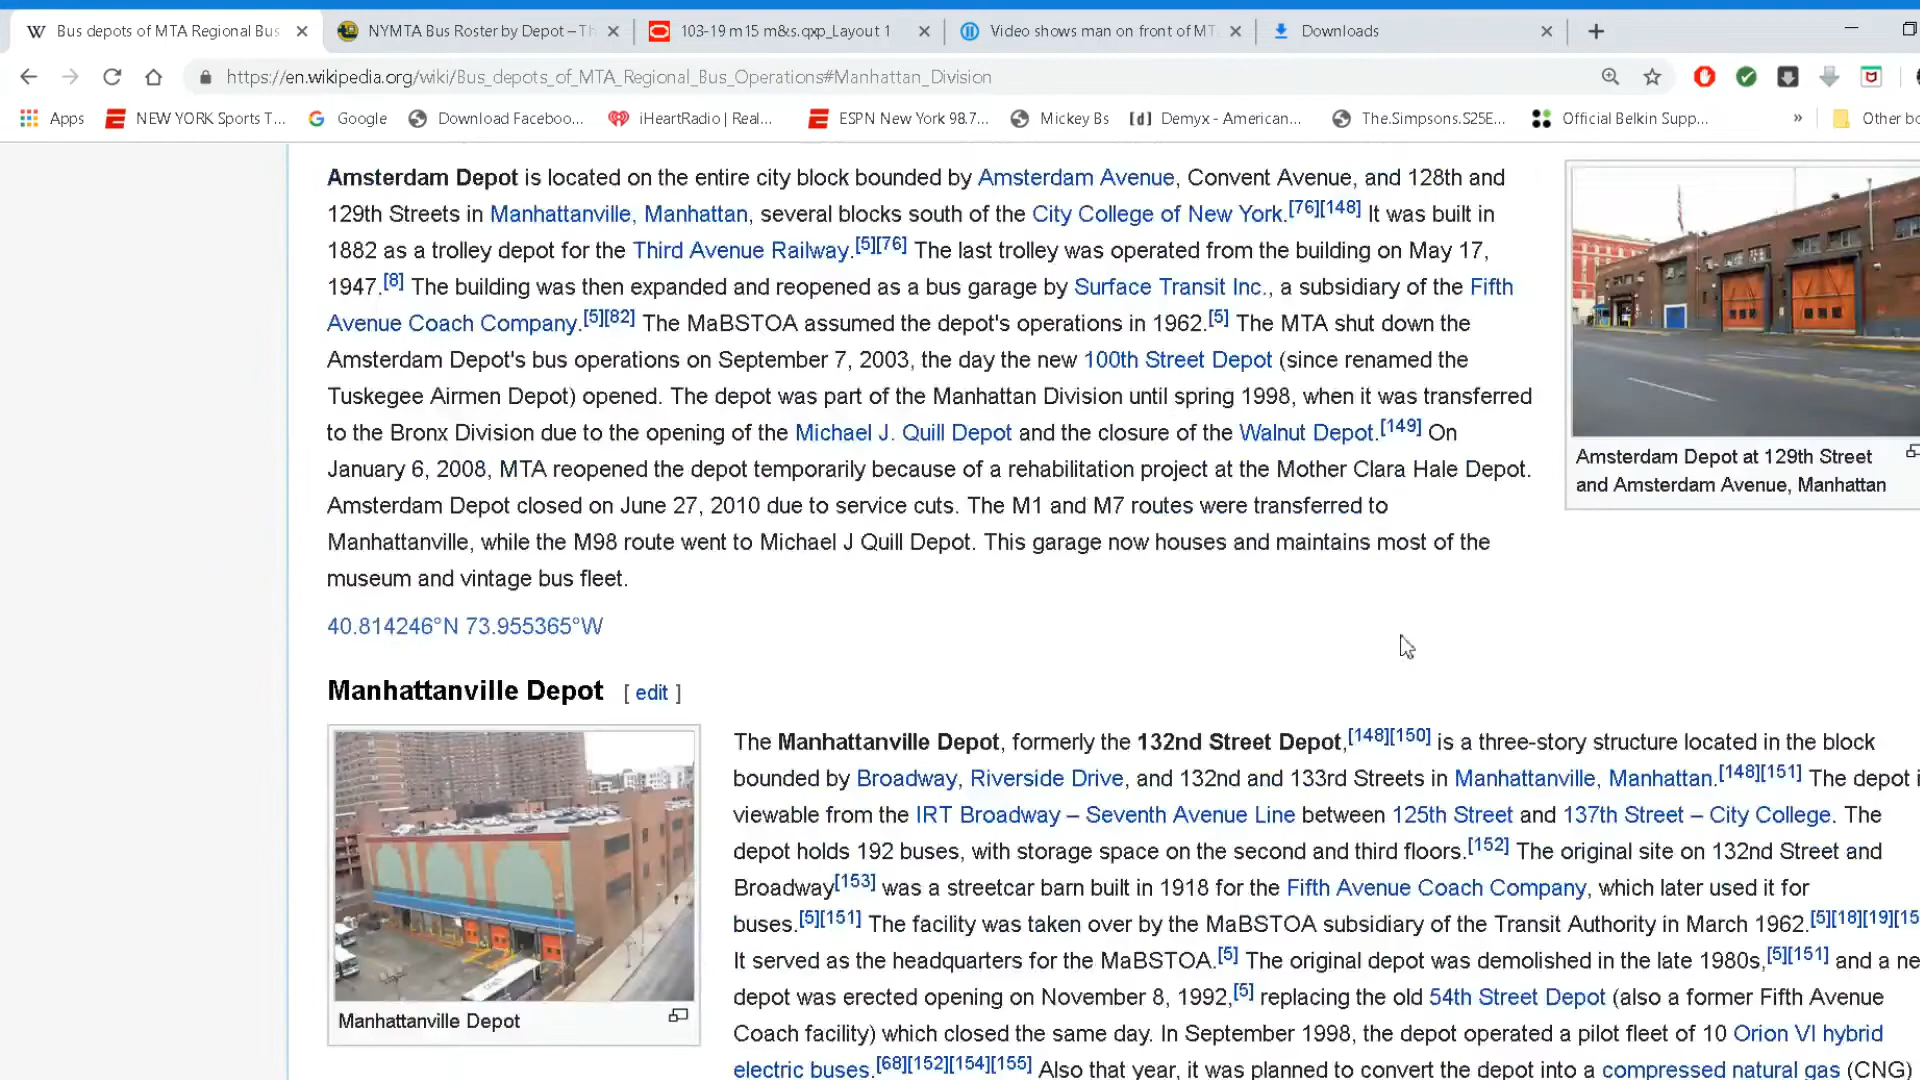 Bus depots of MTA Regional Bus
NYMTA Bus Roster by Depot – Th
103-19 m15 m&s.qxp_Layout 1
Video shows man on front of MT
Downloads
https://en.wikipedia.org/wiki/Bus_depots_of_MTA_Regional_Bus_Operations#Manhattan_Division
Apps
NEW YORK Sports T...
Google
Download Faceboo...
iHeartRadio | Real...
ESPN New York 98.7...
Mickey Bs
[d] Demyx - American...
The.Simpsons.S25E...
Official Belkin Supp...
»
Other bo
Amsterdam Depot is located on the entire city block bounded by Amsterdam Avenue, Convent Avenue, and 128th and
129th Streets in Manhattanville, Manhattan, several blocks south of the City College of New York.[76][148] It was built in
1882 as a trolley depot for the Third Avenue Railway.[5][76] The last trolley was operated from the building on May 17,
1947.[8] The building was then expanded and reopened as a bus garage by Surface Transit Inc., a subsidiary of the Fifth
Avenue Coach Company.[5][82] The MaBSTOA assumed the depot's operations in 1962.[5] The MTA shut down the
Amsterdam Depot's bus operations on September 7, 2003, the day the new 100th Street Depot (since renamed the
Tuskegee Airmen Depot) opened. The depot was part of the Manhattan Division until spring 1998, when it was transferred
to the Bronx Division due to the opening of the Michael J. Quill Depot and the closure of the Walnut Depot.[149] On
January 6, 2008, MTA reopened the depot temporarily because of a rehabilitation project at the Mother Clara Hale Depot.
Amsterdam Depot closed on June 27, 2010 due to service cuts. The M1 and M7 routes were transferred to
Manhattanville, while the M98 route went to Michael J Quill Depot. This garage now houses and maintains most of the
museum and vintage bus fleet.
Amsterdam Depot at 129th Street
and Amsterdam Avenue, Manhattan
40.814246°N 73.955365°W
Manhattanville Depot [ edit ]
Manhattanville Depot
The Manhattanville Depot, formerly the 132nd Street Depot,[148][150] is a three-story structure located in the block
bounded by Broadway, Riverside Drive, and 132nd and 133rd Streets in Manhattanville, Manhattan.[148][151] The depot i
viewable from the IRT Broadway – Seventh Avenue Line between 125th Street and 137th Street – City College. The
depot holds 192 buses, with storage space on the second and third floors.[152] The original site on 132nd Street and
Broadway[153] was a streetcar barn built in 1918 for the Fifth Avenue Coach Company, which later used it for
buses.[5][151] The facility was taken over by the MaBSTOA subsidiary of the Transit Authority in March 1962.[5][18][19][15
It served as the headquarters for the MaBSTOA.[5] The original depot was demolished in the late 1980s,[5][151] and a ne
depot was erected opening on November 8, 1992,[5] replacing the old 54th Street Depot (also a former Fifth Avenue
Coach facility) which closed the same day. In September 1998, the depot operated a pilot fleet of 10 Orion VI hybrid
electric buses.[68][152][154][155] Also that year, it was planned to convert the depot into a compressed natural gas (CNG)